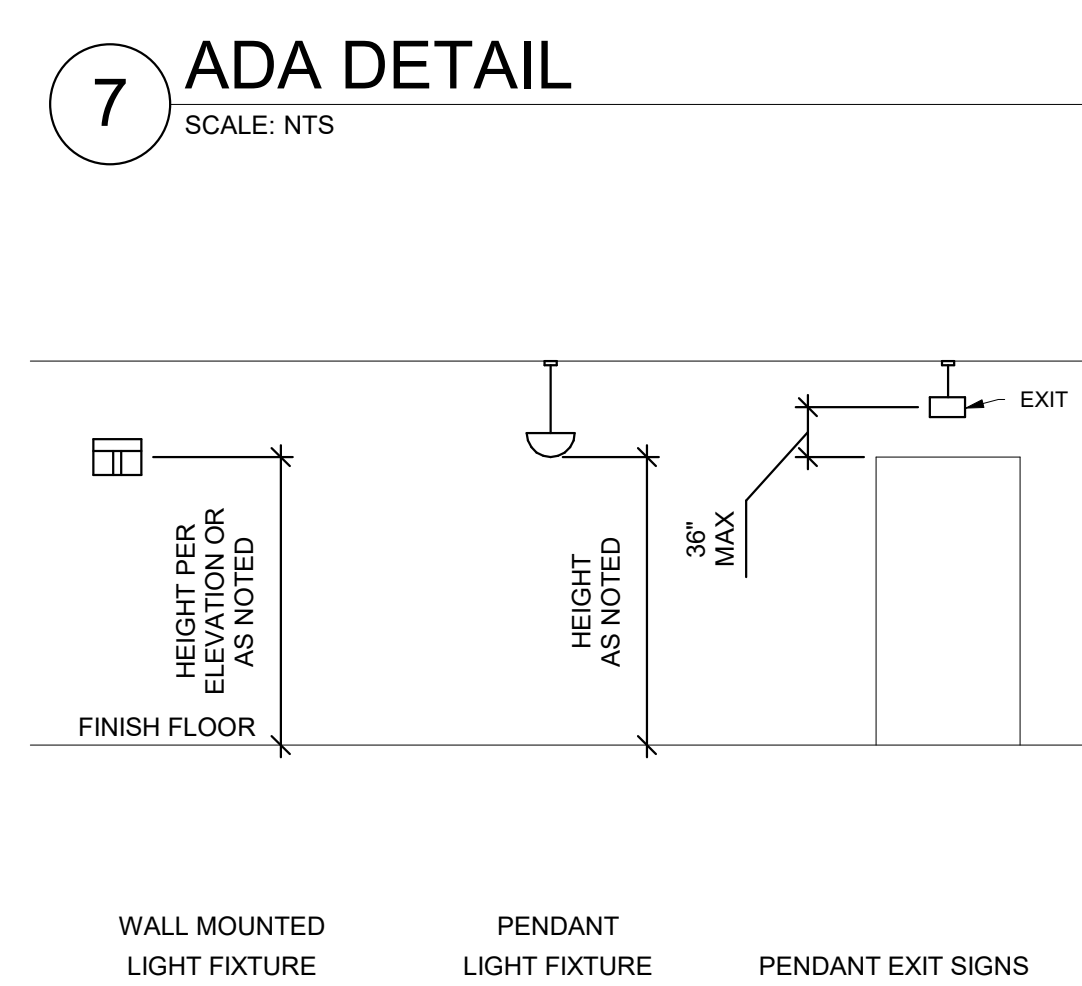 7
ADA DETAIL
SCALE: NTS
EXIT
HEIGHT PER
ELEVATION OR
AS NOTED
HEIGHT
AS NOTED
36"
MAX
FINISH FLOOR
WALL MOUNTED
LIGHT FIXTURE
PENDANT
LIGHT FIXTURE
PENDANT EXIT SIGNS